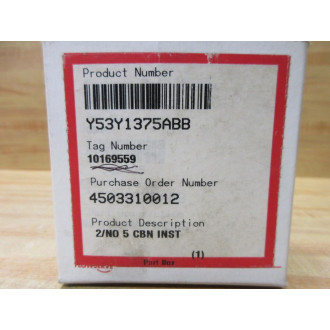 Product Number
Y53Y1375ABB
Tag Number
10169559
Purchase Order Number
4503310012
Product Description
2/NO 5 CBN INST
(1)
Part Box